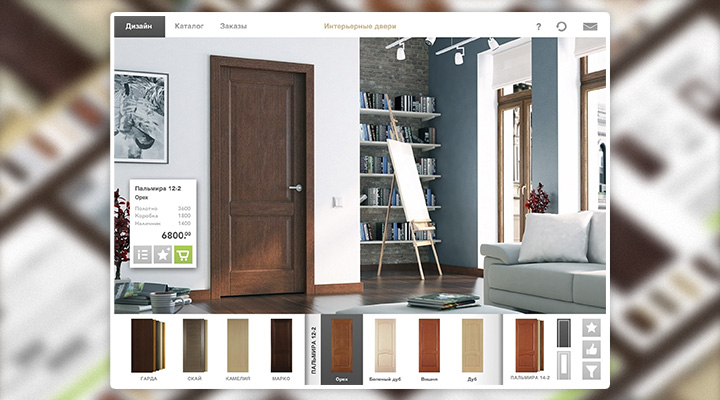 Дизайн Каталог Заказы Интерьерные двери ?
Пальмира 12-2
Орех
Полотно 3600
Коробка 1800
Наличник 1400
6800.00
ГАРДА СКАЙ КАМЕЛИЯ МАРКО ПАЛЬМИРА 12-2 Орех Беленый дуб Вишня Дуб ПАЛЬМИРА 14-2